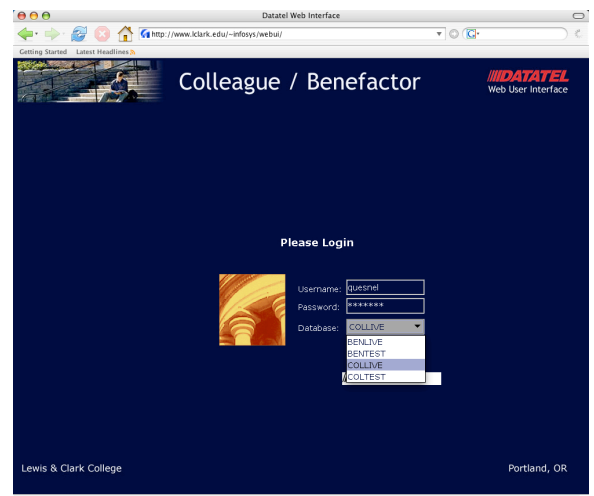 Datatel Web Interface
http://www.lclark.edu/~infosys/webui/
Getting Started Latest Headlines
Colleague / Benefactor
DATATEL
Web User Interface
Please Login
Username: quesnel
Password: *******
Database: COLLIVE
BENLIVE
BENTEST
COLLIVE
COLTEST
Lewis & Clark College
Portland, OR